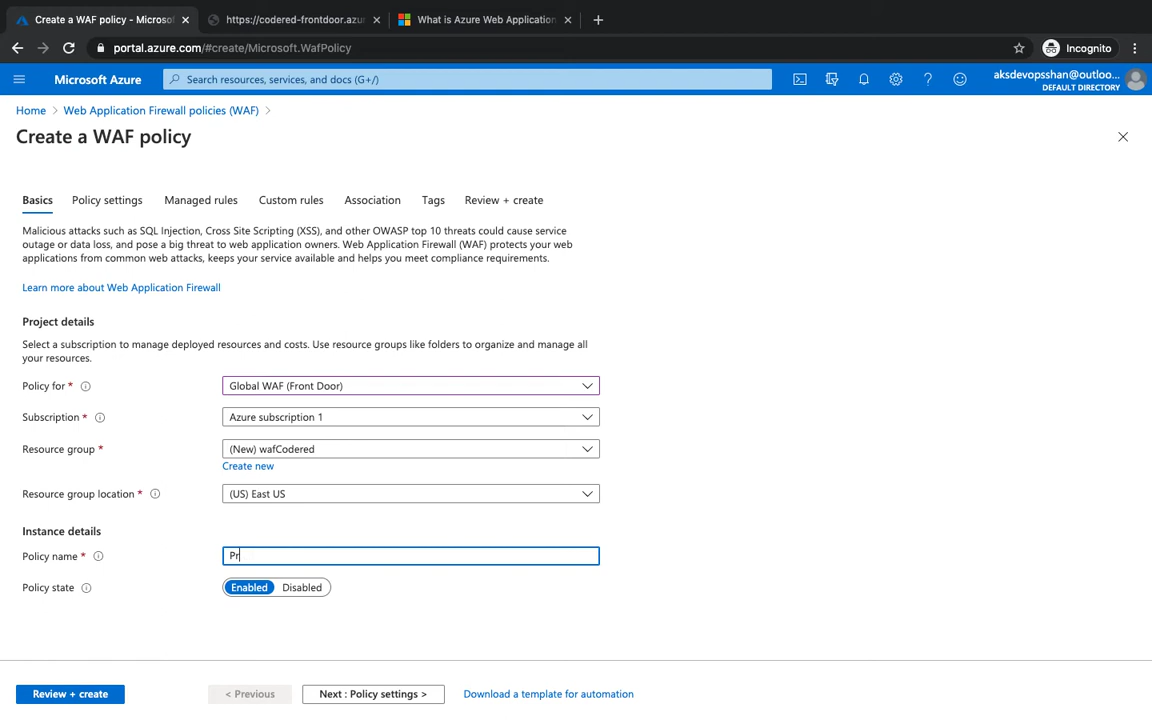 Create a WAF policy - Microsof
https://codered-frontdoor.azur
What is Azure Web Application
portal.azure.com/#create/Microsoft.WafPolicy
Incognito
Microsoft Azure
Search resources, services, and docs (G+/)
aksdevopsshan@outloo...
DEFAULT DIRECTORY
Home > Web Application Firewall policies (WAF) >
Create a WAF policy
Basics Policy settings Managed rules Custom rules Association Tags Review + create
Malicious attacks such as SQL Injection, Cross Site Scripting (XSS), and other OWASP top 10 threats could cause service
outage or data loss, and pose a big threat to web application owners. Web Application Firewall (WAF) protects your web
applications from common web attacks, keeps your service available and helps you meet compliance requirements.
Learn more about Web Application Firewall
Project details
Select a subscription to manage deployed resources and costs. Use resource groups like folders to organize and manage all
your resources.
Policy for * Global WAF (Front Door)
Subscription * Azure subscription 1
Resource group * (New) wafCodered
Create new
Resource group location * (US) East US
Instance details
Policy name * Pr
Policy state Enabled Disabled
Review + create < Previous Next : Policy settings > Download a template for automation